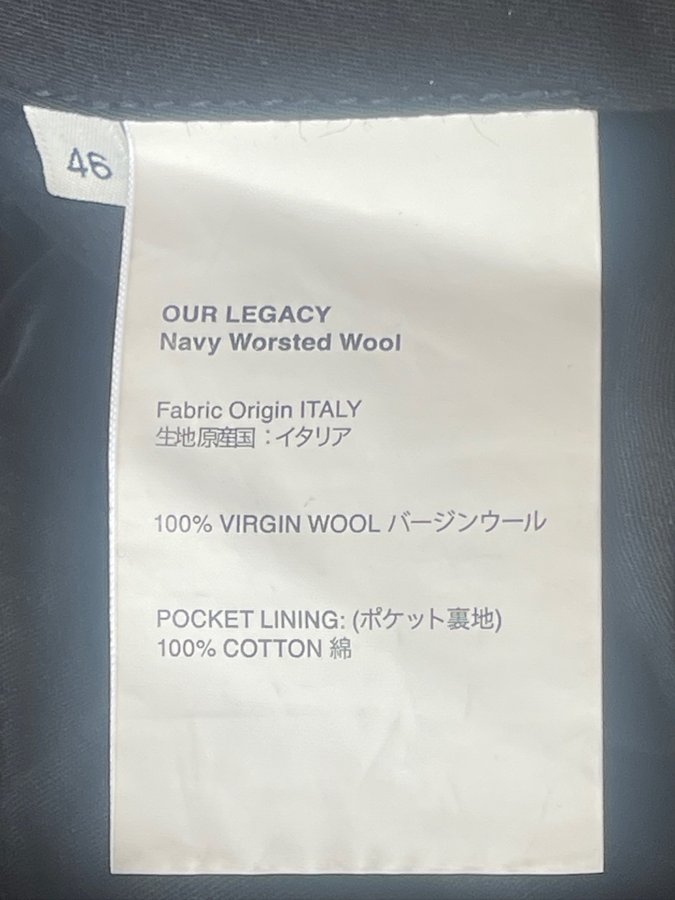 46
OUR LEGACY
Navy Worsted Wool
Fabric Origin ITALY
生地原産国：イタリア
100% VIRGIN WOOL バージンウール
POCKET LINING: (ポケット裏地)
100% COTTON 綿